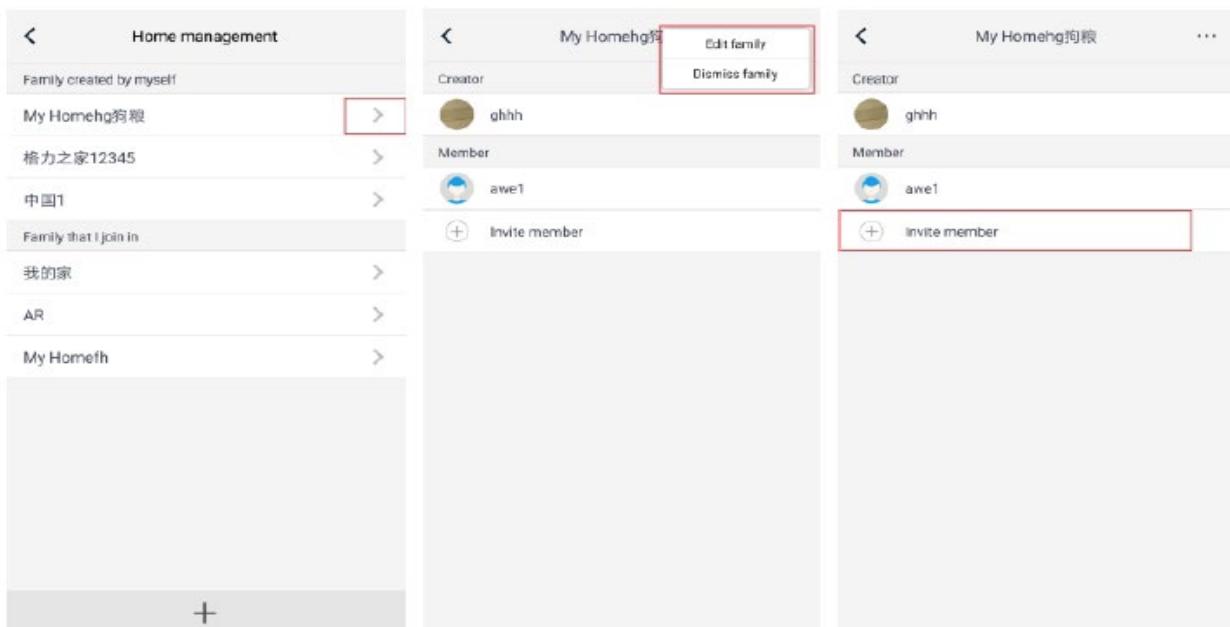 Home management
Family created by myself
My Homehg狗粮
格力之家12345
中国1
Family that I join in
我的家
AR
My Homefh
+
My Homehg狗
Edit family
Dismiss family
Creator
ghhh
Member
awe1
Invite member
My Homehg狗粮
...
Creator
ghhh
Member
awe1
Invite member